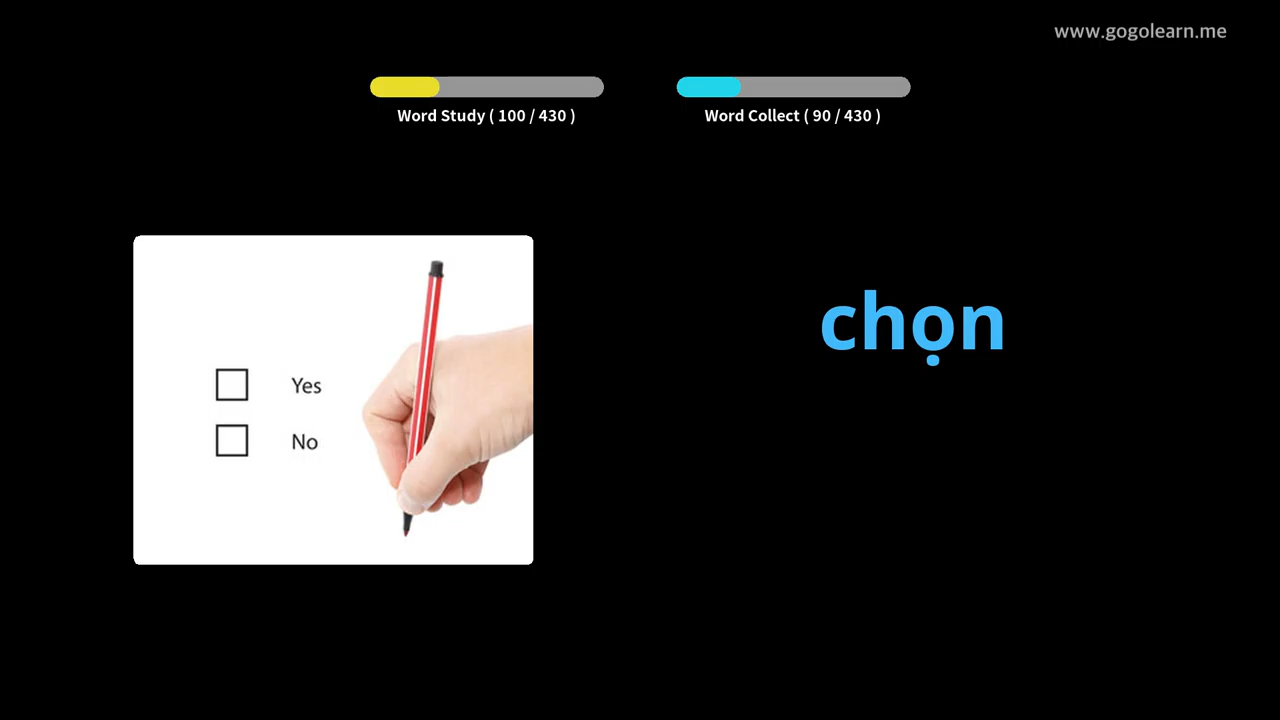 www.gogolearn.me
Word Study ( 100 / 430 )
Word Collect ( 90 / 430 )
chọn
Yes
No